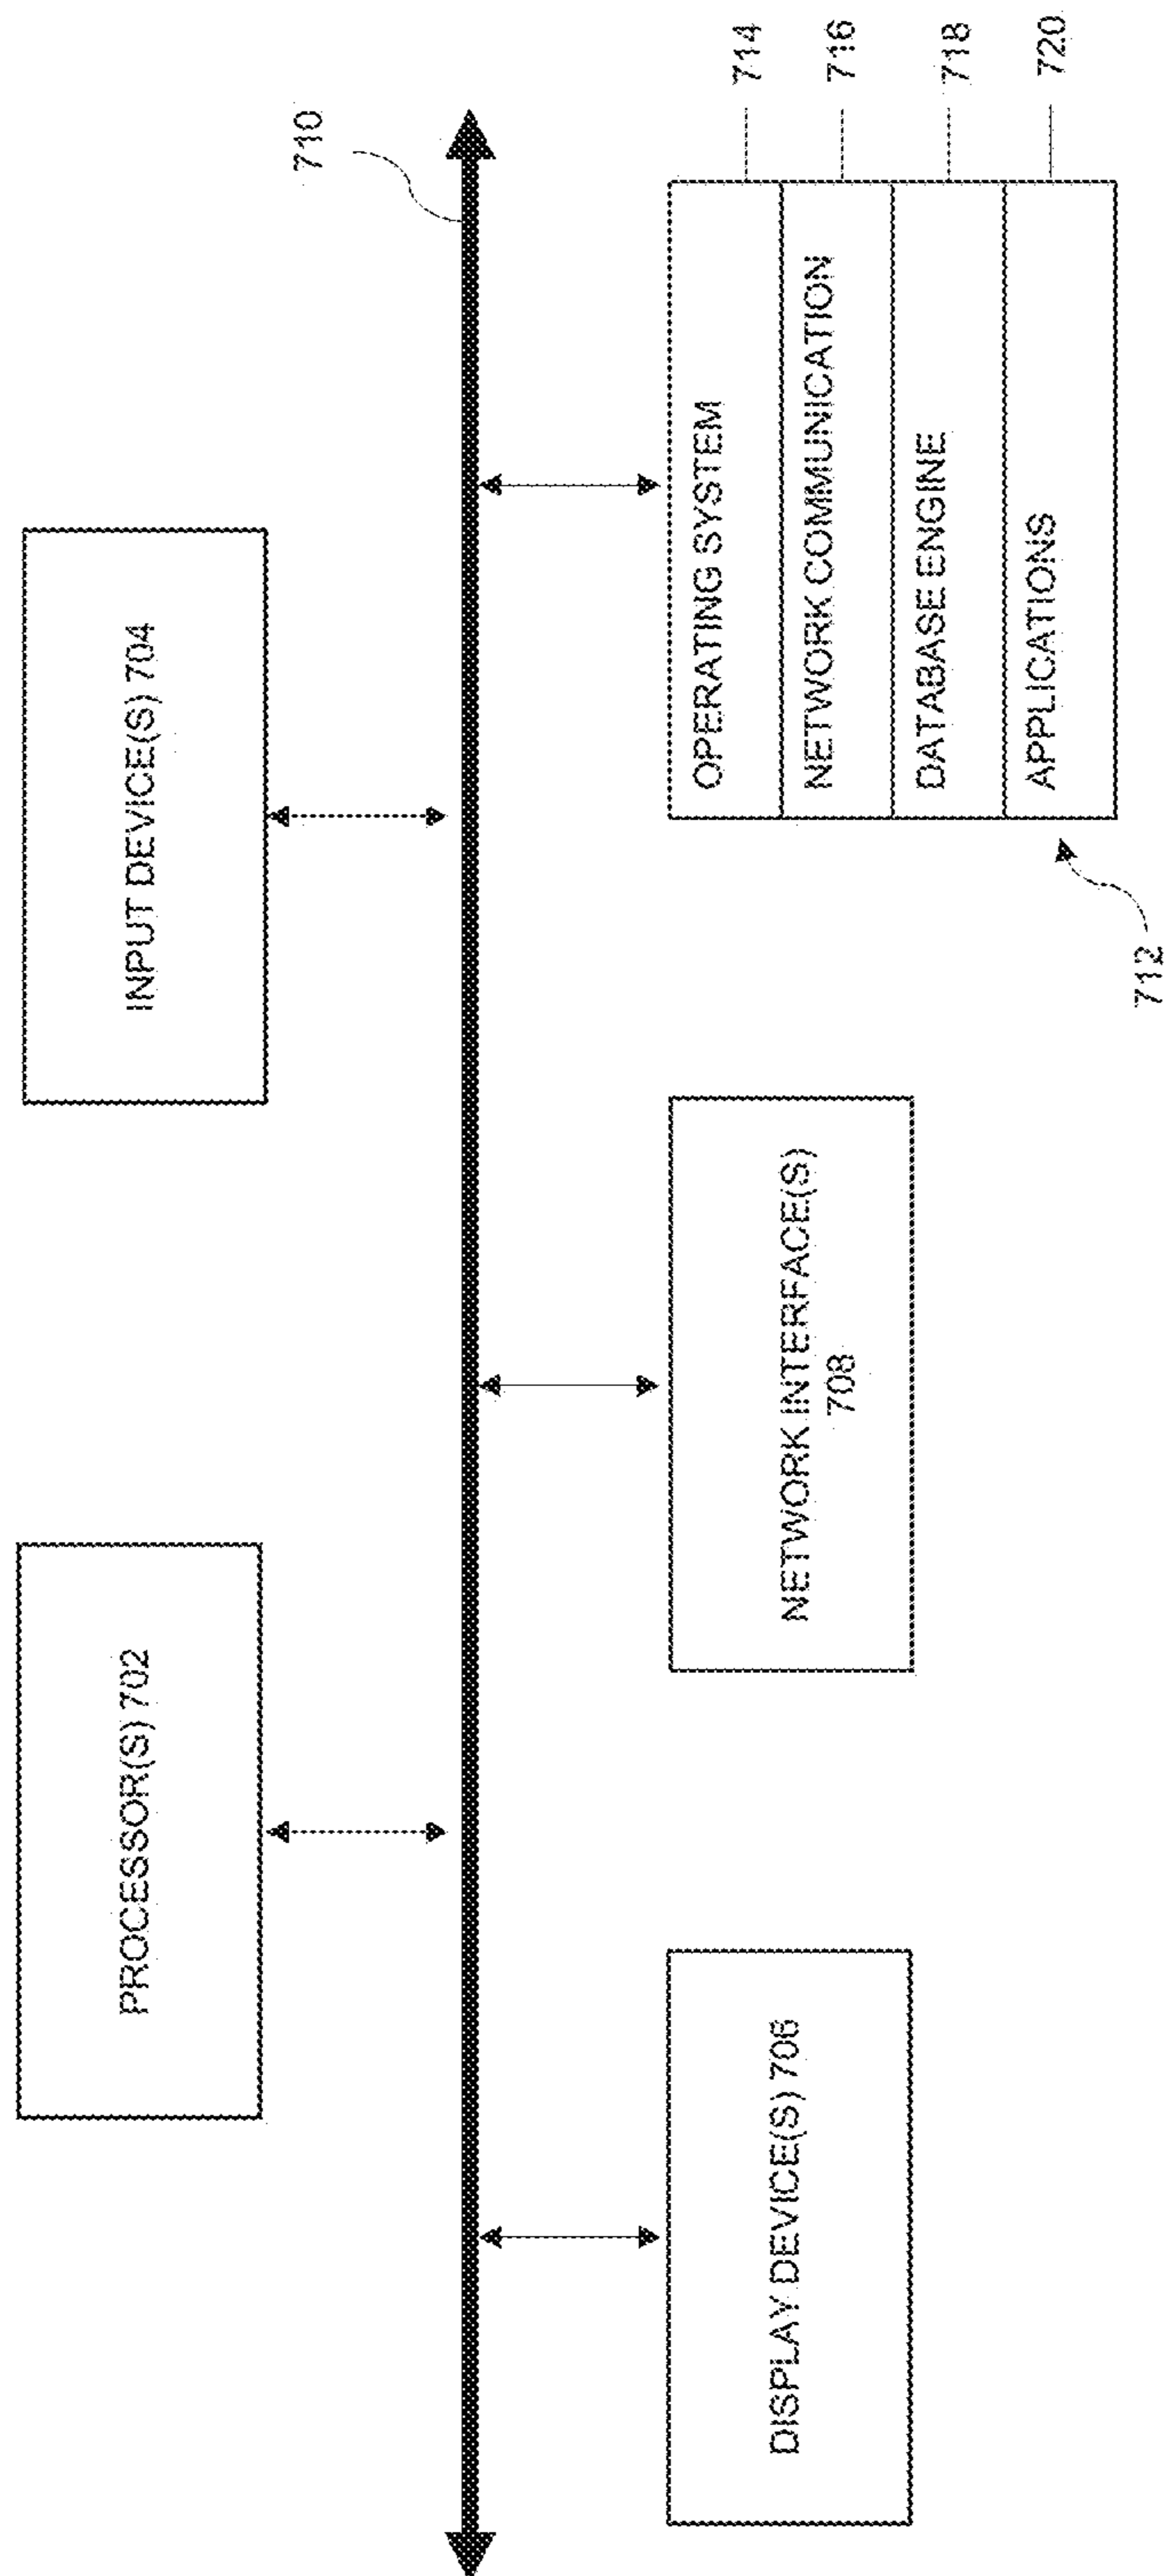 PROCESSOR(S) 702
INPUT DEVICE(S) 704
710
DISPLAY DEVICE(S) 706
NETWORK INTERFACE(S)
708
OPERATING SYSTEM
714
NETWORK COMMUNICATION
716
DATABASE ENGINE
718
APPLICATIONS
720
712